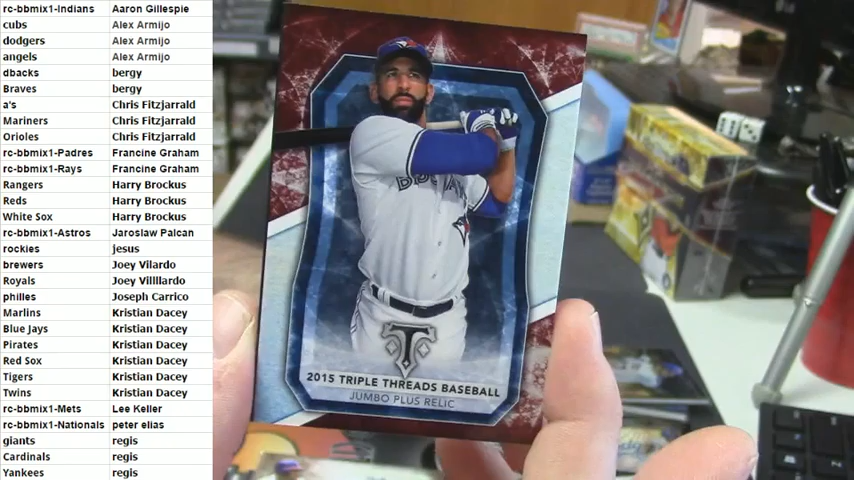 rc-bbmix1-Indians Aaron Gillespie
cubs Alex Armijo
dodgers Alex Armijo
angels Alex Armijo
dbacks bergy
Braves bergy
a's Chris Fitzjarrald
Mariners Chris Fitzjarrald
Orioles Chris Fitzjarrald
rc-bbmix1-Padres Francine Graham
rc-bbmix1-Rays Francine Graham
Rangers Harry Brockus
Reds Harry Brockus
White Sox Harry Brockus
rc-bbmix1-Astros Jaroslaw Palcan
rockies jesus
brewers Joey Vilardo
Royals Joey Villlardo
philles Joseph Carrico
Marlins Kristian Dacey
Blue Jays Kristian Dacey
Pirates Kristian Dacey
Red Sox Kristian Dacey
Tigers Kristian Dacey
Twins Kristian Dacey
rc-bbmix1-Mets Lee Keller
rc-bbmix1-Nationals peter elias
giants regis
Cardinals regis
Yankees regis
T
2015 TRIPLE THREADS BASEBALL
JUMBO PLUS RELIC